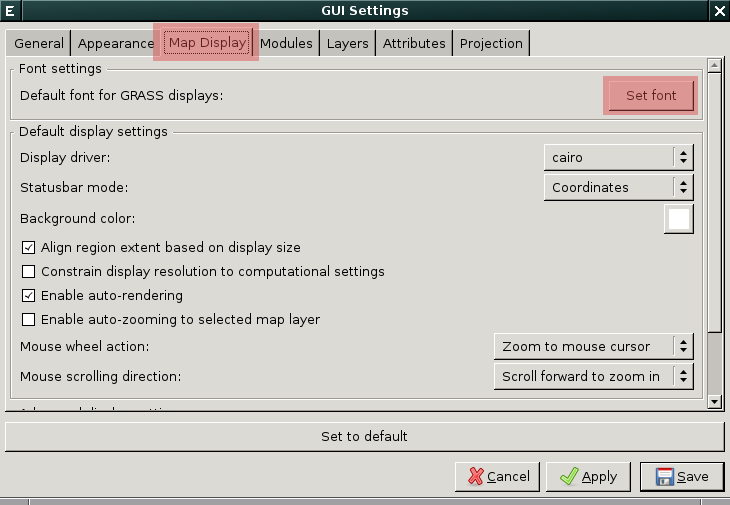 E GUI Settings X
General Appearance Map Display Modules Layers Attributes Projection
Font settings
Default font for GRASS displays: Set font
Default display settings
Display driver: cairo
Statusbar mode: Coordinates
Background color:
Align region extent based on display size
Constrain display resolution to computational settings
Enable auto-rendering
Enable auto-zooming to selected map layer
Mouse wheel action: Zoom to mouse cursor
Mouse scrolling direction: Scroll forward to zoom in
Set to default
Cancel Apply Save